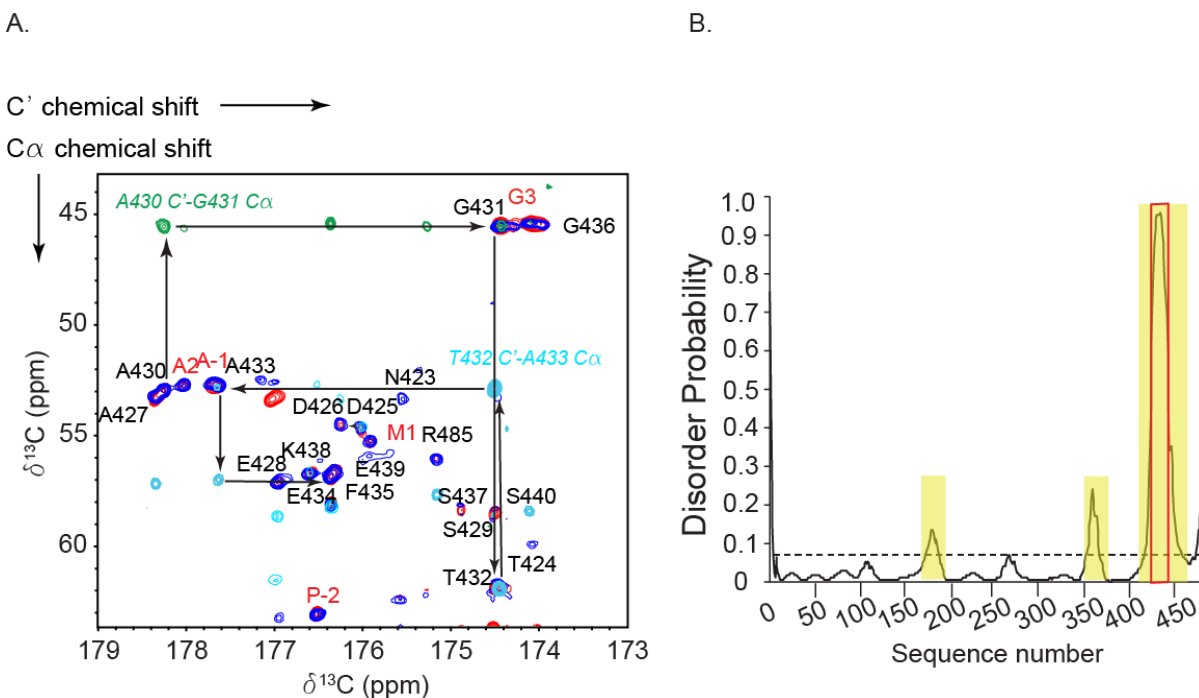 A.
B.
C' chemical shift
Cα chemical shift
A430 C'-G431 Cα
G431
G3
G436
45
50
55
60
δ13C (ppm)
T432 C'-A433 Cα
A430
A2
A-1
A433
N423
A427
D426
D425
M1
R485
K438
E428
E439
E434
F435
S437
S440
S429
T424
T432
P-2
179
178
177
176
175
174
173
δ13C (ppm)
Disorder Probability
1.0
0.9
0.8
0.7
0.6
0.5
0.4
0.3
0.2
0.1
0
0
50
100
150
200
250
300
350
400
450
Sequence number